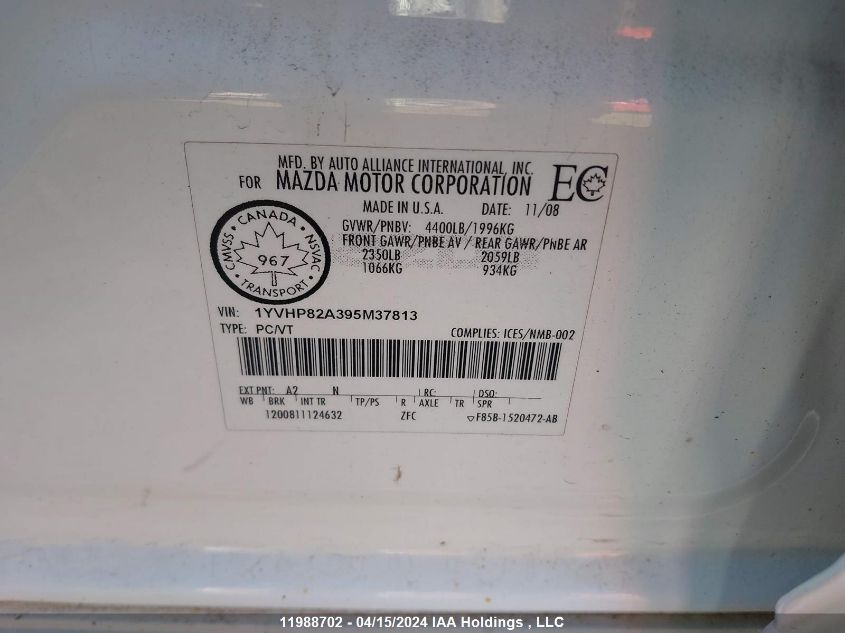 MFD. BY AUTO ALLIANCE INTERNATIONAL, INC.
FOR MAZDA MOTOR CORPORATION
EC
MADE IN U.S.A. DATE: 11/08
GVWR/PNBV: 4400LB/1996KG
FRONT GAWR/PNBE AV / REAR GAWR/PNBE AR
2350LB 2059LB
1066KG 934KG
CANADA
CMVSS 967 NSVAC
TRANSPORT
VIN: 1YVHP82A395M37813
TYPE: PC/VT COMPLIES: ICES/NMB-002
EXT PNT: A2 N RC: DSO:
WB BRK INT TR TP/PS R AXLE TR SPR
1200811124632 ZFC F85B-1520472-AB
11988702 - 04/15/2024 IAA Holdings , LLC